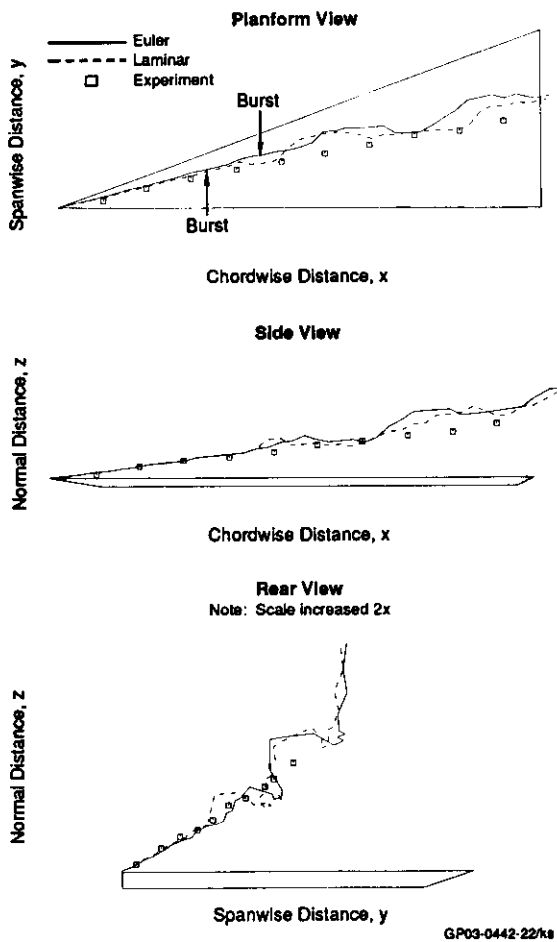 Planform View
Euler
Laminar
Experiment
Burst
Burst
Spanwise Distance, y
Chordwise Distance, x
Side View
Normal Distance, z
Chordwise Distance, x
Rear View
Note: Scale increased 2x
Normal Distance, z
Spanwise Distance, y
GP03-0442-22/ks